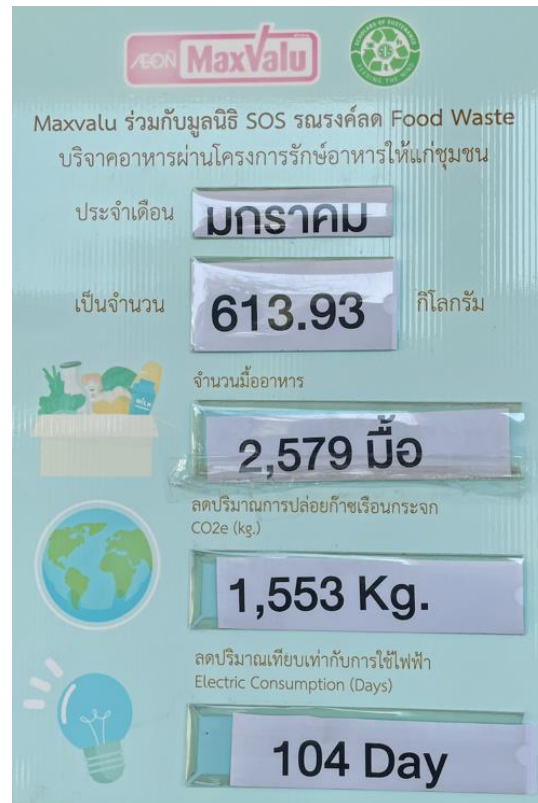 ÆON MaxValu
SCHOLARS OF SUSTENANCE
FEEDING THE MIND
Maxvalu ร่วมกับมูลนิธิ SOS รณรงค์ลด Food Waste
บริจาคอาหารผ่านโครงการรักษ์อาหารให้แก่ชุมชน
ประจำเดือน มกราคม
เป็นจำนวน 613.93 กิโลกรัม
จำนวนมื้ออาหาร
2,579 มื้อ
ลดปริมาณการปล่อยก๊าซเรือนกระจก
CO2e (kg.)
1,553 Kg.
ลดปริมาณเทียบเท่ากับการใช้ไฟฟ้า
Electric Consumption (Days)
104 Day